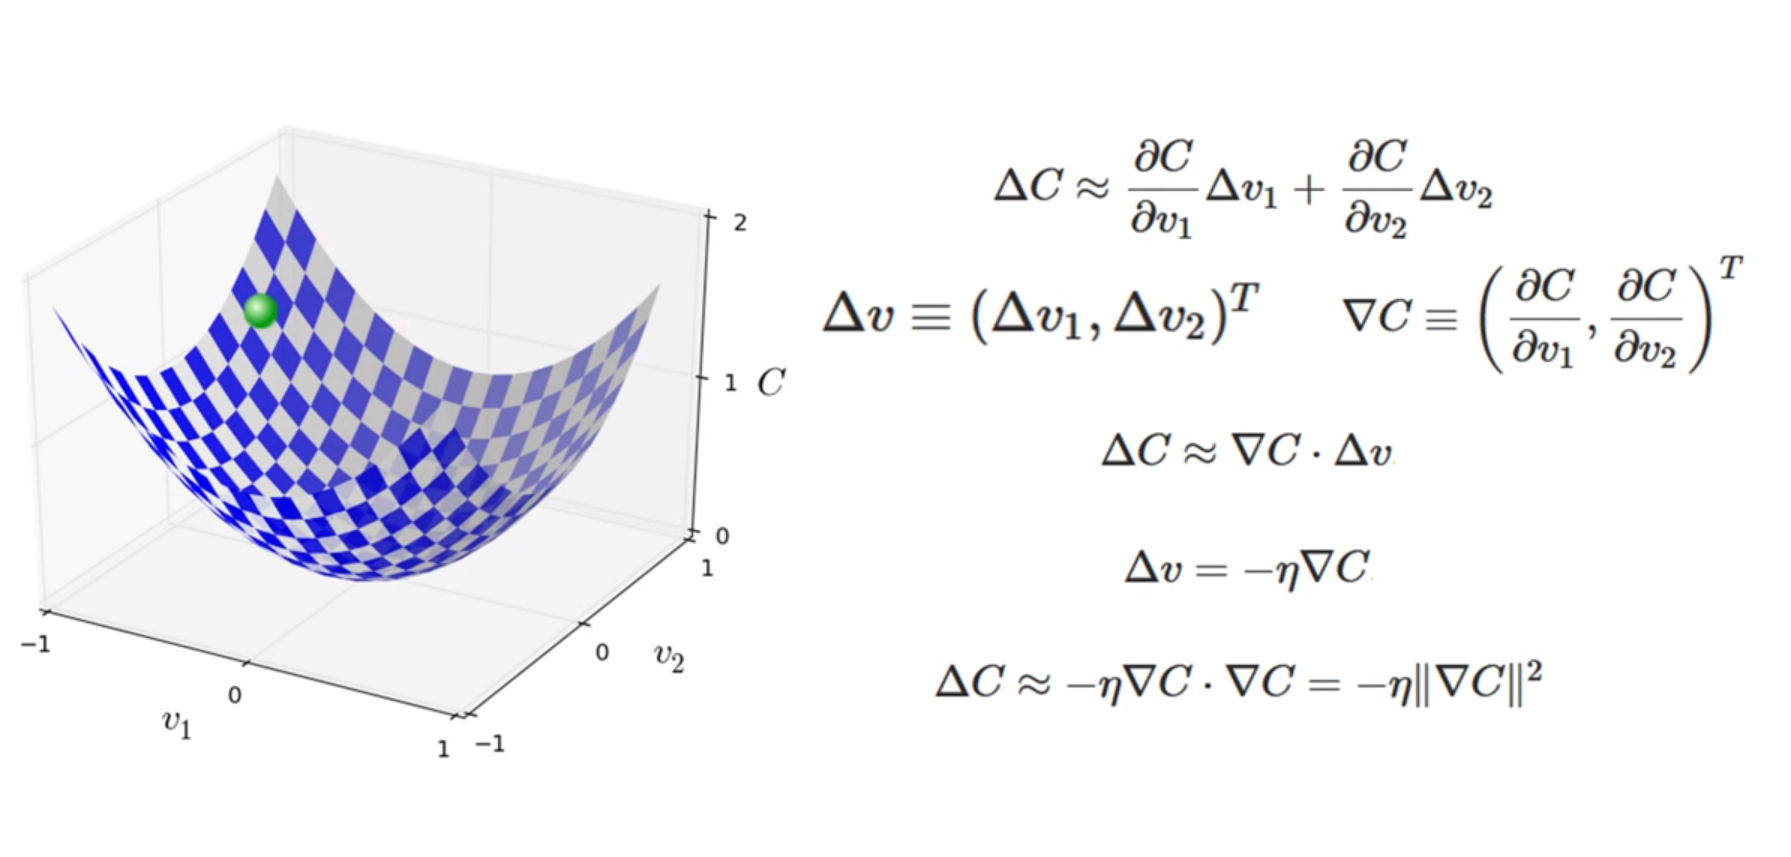 2
1 C
0
1
0 v₂
−1
0
v₁
1 −1
ΔC ≈ ∂C/∂v₁ Δv₁ + ∂C/∂v₂ Δv₂
Δv ≡ (Δv₁, Δv₂)ᵀ ∇C ≡ (∂C/∂v₁, ∂C/∂v₂)ᵀ
ΔC ≈ ∇C · Δv
Δv = −η∇C
ΔC ≈ −η∇C · ∇C = −η‖∇C‖²